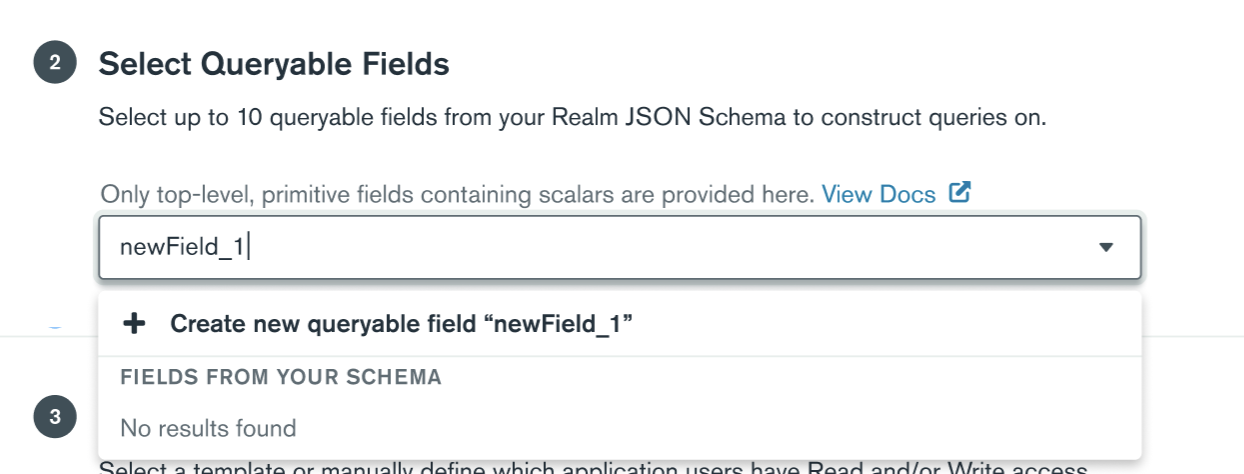 2
Select Queryable Fields
Select up to 10 queryable fields from your Realm JSON Schema to construct queries on.
Only top-level, primitive fields containing scalars are provided here. View Docs
newField_1
Create new queryable field “newField_1”
FIELDS FROM YOUR SCHEMA
3
No results found
Select a template or manually define which application users have Read and/or Write access